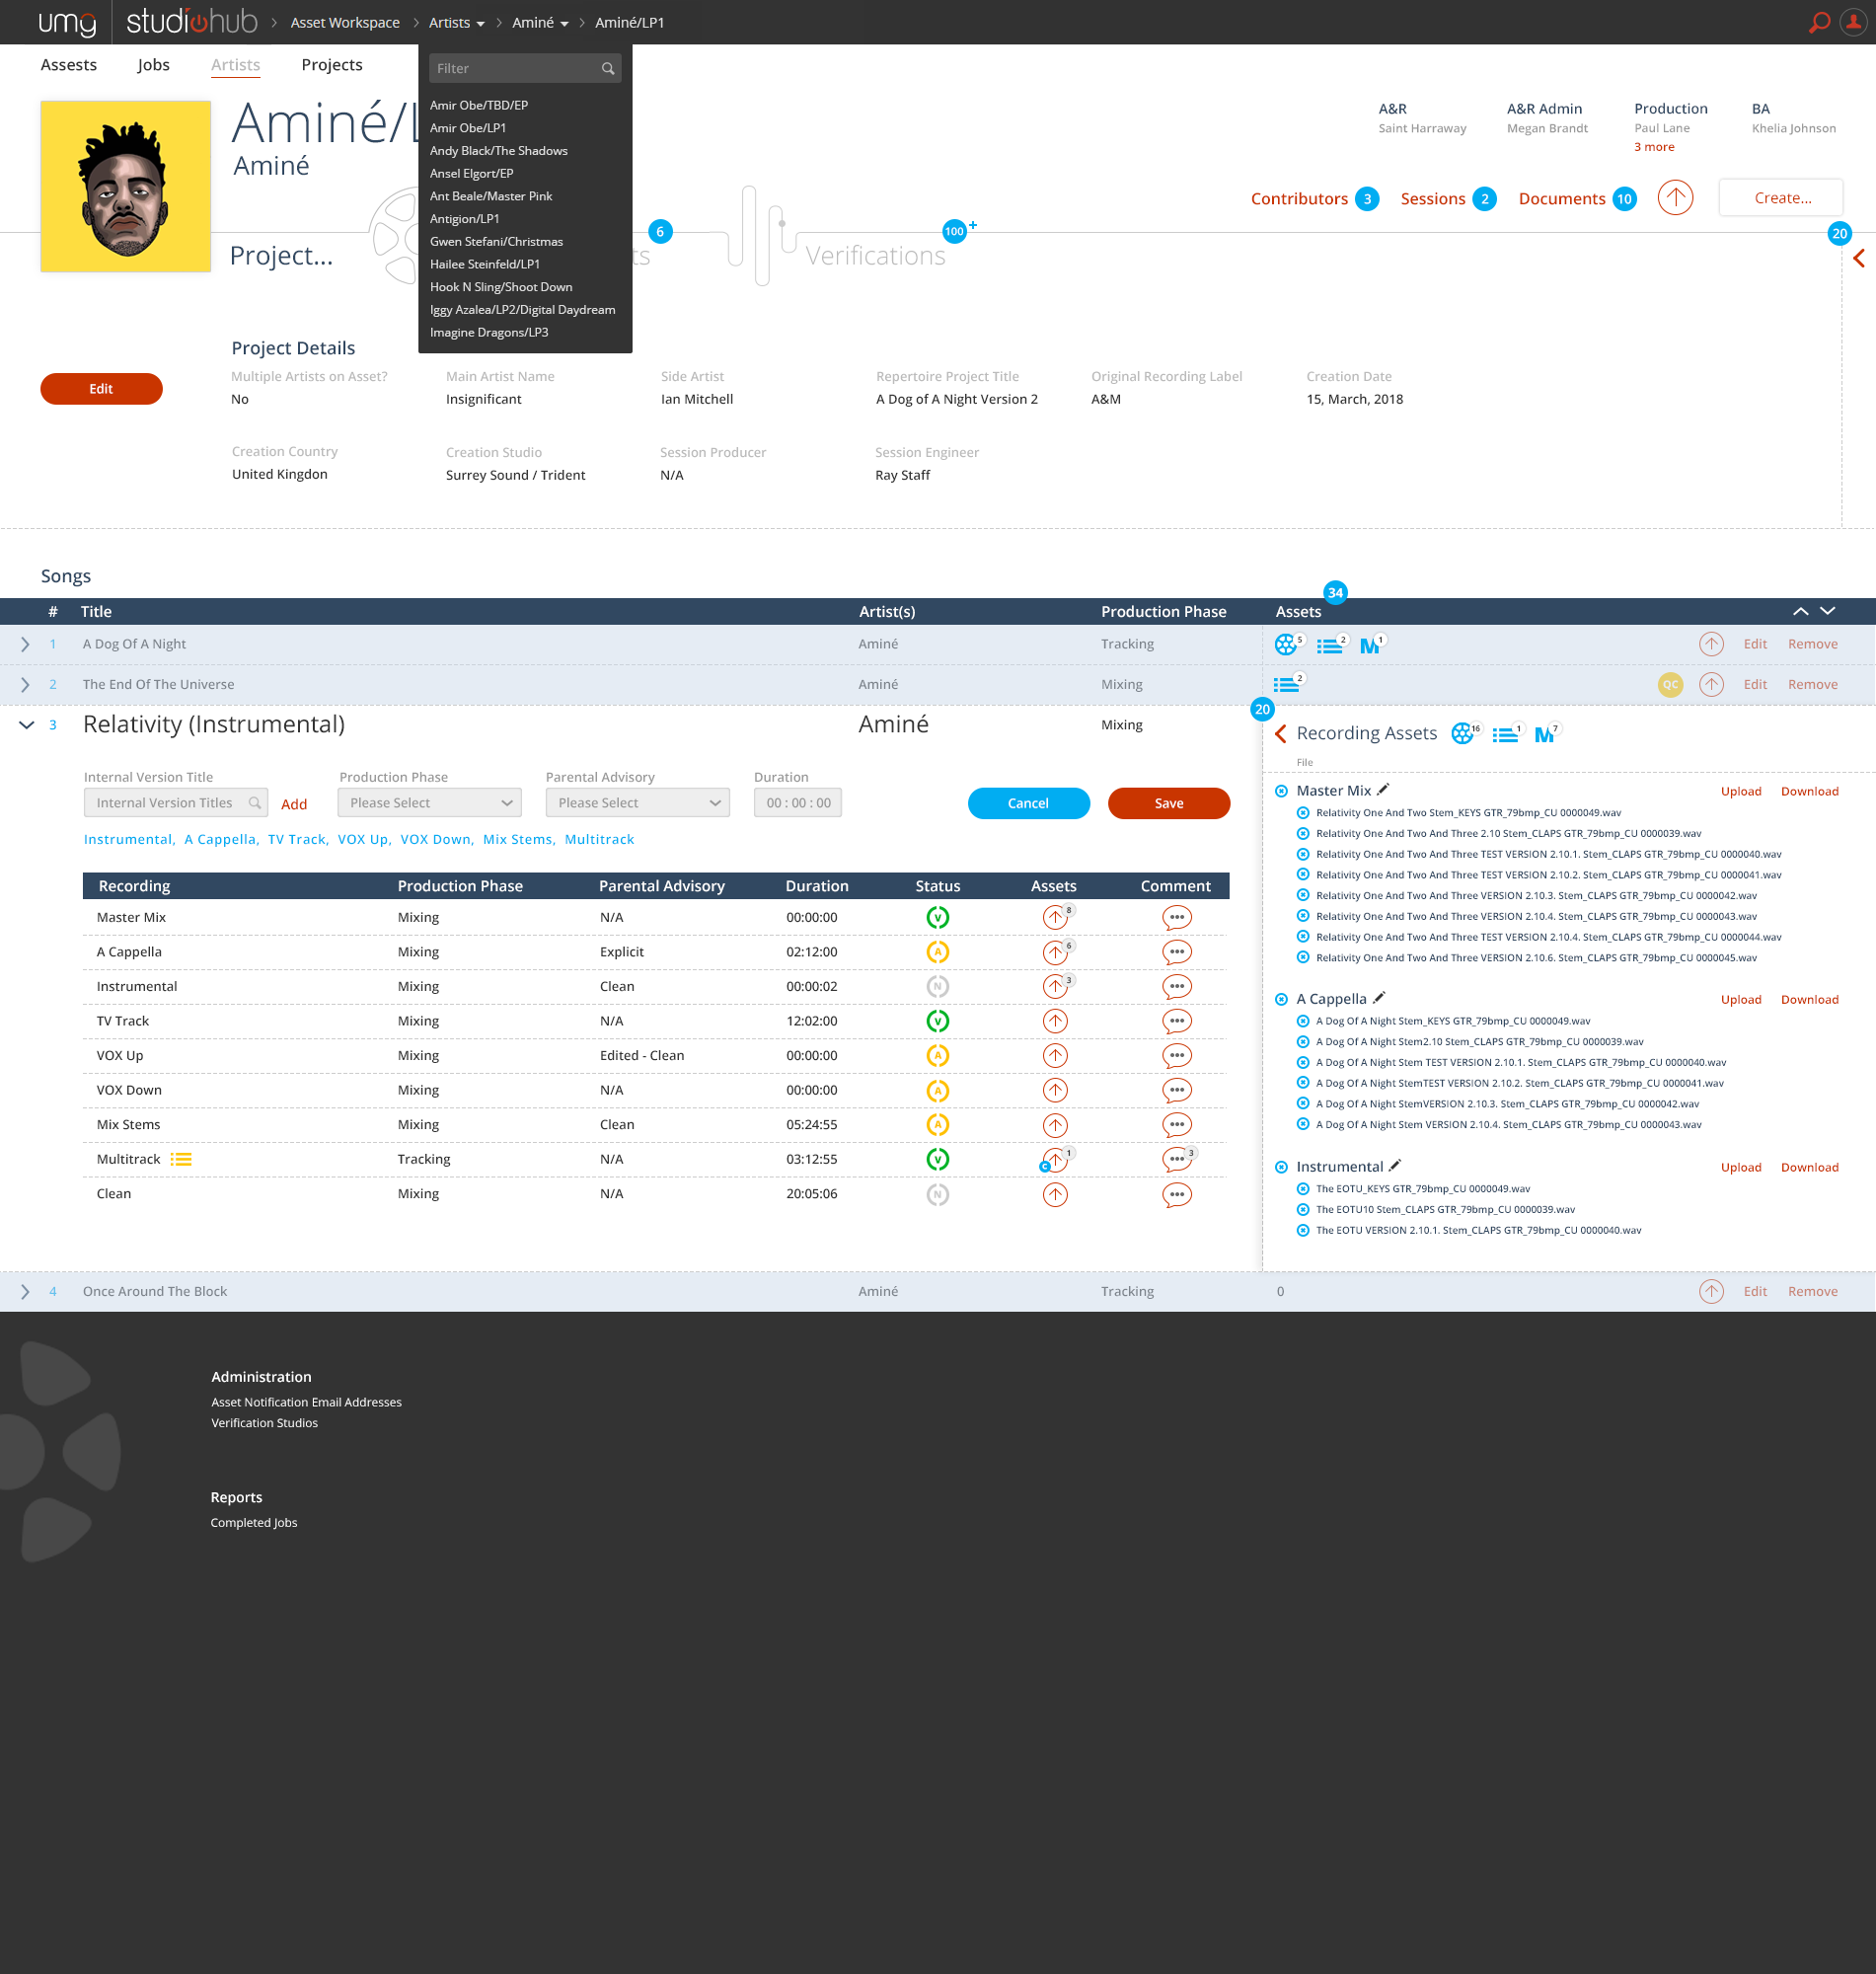 umg studiohub > Asset Workspace > Artists > Aminé > Aminé/LP1
Assests Jobs Artists Projects
Filter
Amir Obe/TBD/EP
Amir Obe/LP1
Andy Black/The Shadows
Ansel Elgort/EP
Ant Beale/Master Pink
Antigion/LP1
Gwen Stefani/Christmas
Hailee Steinfeld/LP1
Hook N Sling/Shoot Down
Iggy Azalea/LP2/Digital Daydream
Imagine Dragons/LP3
Aminé/L
Aminé
A&R A&R Admin Production BA
Saint Harraway Megan Brandt Paul Lane Khelia Johnson
3 more
Contributors 3 Sessions 2 Documents 10 Create...
Project... 6 ts Verifications 100+ 20
Project Details
Multiple Artists on Asset? Main Artist Name Side Artist Repertoire Project Title Original Recording Label Creation Date
Edit No Insignificant Ian Mitchell A Dog of A Night Version 2 A&M 15, March, 2018
Creation Country Creation Studio Session Producer Session Engineer
United Kingdon Surrey Sound / Trident N/A Ray Staff
Songs
# Title Artist(s) Production Phase Assets 34
1 A Dog Of A Night Aminé Tracking 5 2 M 1 Edit Remove
2 The End Of The Universe Aminé Mixing 2 QC Edit Remove
3 Relativity (Instrumental) Aminé Mixing
Internal Version Title Production Phase Parental Advisory Duration
Internal Version Titles Add Please Select Please Select 00 : 00 : 00 Cancel Save
Instrumental, A Cappella, TV Track, VOX Up, VOX Down, Mix Stems, Multitrack
Recording Production Phase Parental Advisory Duration Status Assets Comment
Master Mix Mixing N/A 00:00:00 V 8
A Cappella Mixing Explicit 02:12:00 A 6
Instrumental Mixing Clean 00:00:02 N 3
TV Track Mixing N/A 12:02:00 V
VOX Up Mixing Edited - Clean 00:00:00 A
VOX Down Mixing N/A 00:00:00 A
Mix Stems Mixing Clean 05:24:55 A
Multitrack Tracking N/A 03:12:55 V C 1 3
Clean Mixing N/A 20:05:06 N
20
Recording Assets 16 1 M 7
File
Master Mix Upload Download
Relativity One And Two Stem_KEYS GTR_79bmp_CU 0000049.wav
Relativity One And Two And Three 2.10 Stem_CLAPS GTR_79bmp_CU 0000039.wav
Relativity One And Two And Three TEST VERSION 2.10.1. Stem_CLAPS GTR_79bmp_CU 0000040.wav
Relativity One And Two And Three TEST VERSION 2.10.2. Stem_CLAPS GTR_79bmp_CU 0000041.wav
Relativity One And Two And Three VERSION 2.10.3. Stem_CLAPS GTR_79bmp_CU 0000042.wav
Relativity One And Two And Three VERSION 2.10.4. Stem_CLAPS GTR_79bmp_CU 0000043.wav
Relativity One And Two And Three TEST VERSION 2.10.4. Stem_CLAPS GTR_79bmp_CU 0000044.wav
Relativity One And Two And Three VERSION 2.10.6. Stem_CLAPS GTR_79bmp_CU 0000045.wav
A Cappella Upload Download
A Dog Of A Night Stem_KEYS GTR_79bmp_CU 0000049.wav
A Dog Of A Night Stem2.10 Stem_CLAPS GTR_79bmp_CU 0000039.wav
A Dog Of A Night Stem TEST VERSION 2.10.1. Stem_CLAPS GTR_79bmp_CU 0000040.wav
A Dog Of A Night StemTEST VERSION 2.10.2. Stem_CLAPS GTR_79bmp_CU 0000041.wav
A Dog Of A Night StemVERSION 2.10.3. Stem_CLAPS GTR_79bmp_CU 0000042.wav
A Dog Of A Night Stem VERSION 2.10.4. Stem_CLAPS GTR_79bmp_CU 0000043.wav
Instrumental Upload Download
The EOTU_KEYS GTR_79bmp_CU 0000049.wav
The EOTU10 Stem_CLAPS GTR_79bmp_CU 0000039.wav
The EOTU VERSION 2.10.1. Stem_CLAPS GTR_79bmp_CU 0000040.wav
4 Once Around The Block Aminé Tracking 0 Edit Remove
Administration
Asset Notification Email Addresses
Verification Studios
Reports
Completed Jobs